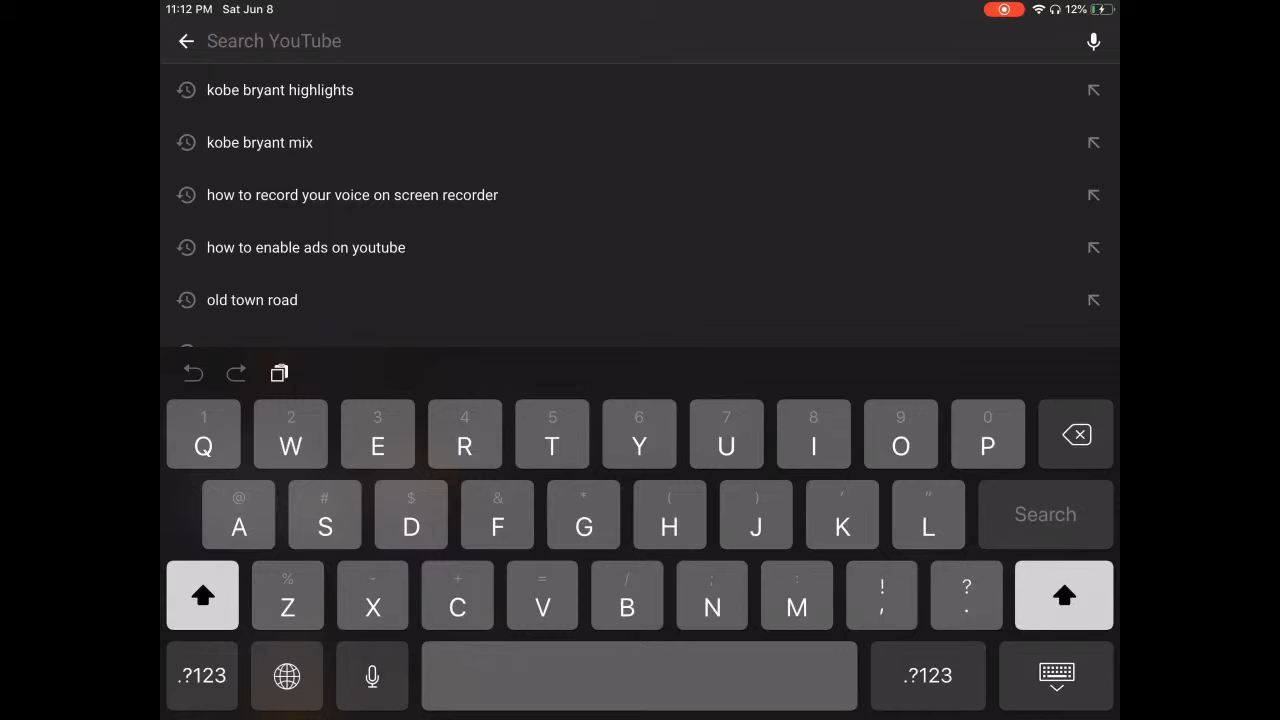 11:12 PM Sat Jun 8 12%
Search YouTube
kobe bryant highlights
kobe bryant mix
how to record your voice on screen recorder
how to enable ads on youtube
old town road
1 2 3 4 5 6 7 8 9 0
Q W E R T Y U I O P
@ # $ & * ( ) ' "
A S D F G H J K L Search
% - + = / ; : ! ?
Z X C V B N M , .
.?123 .?123